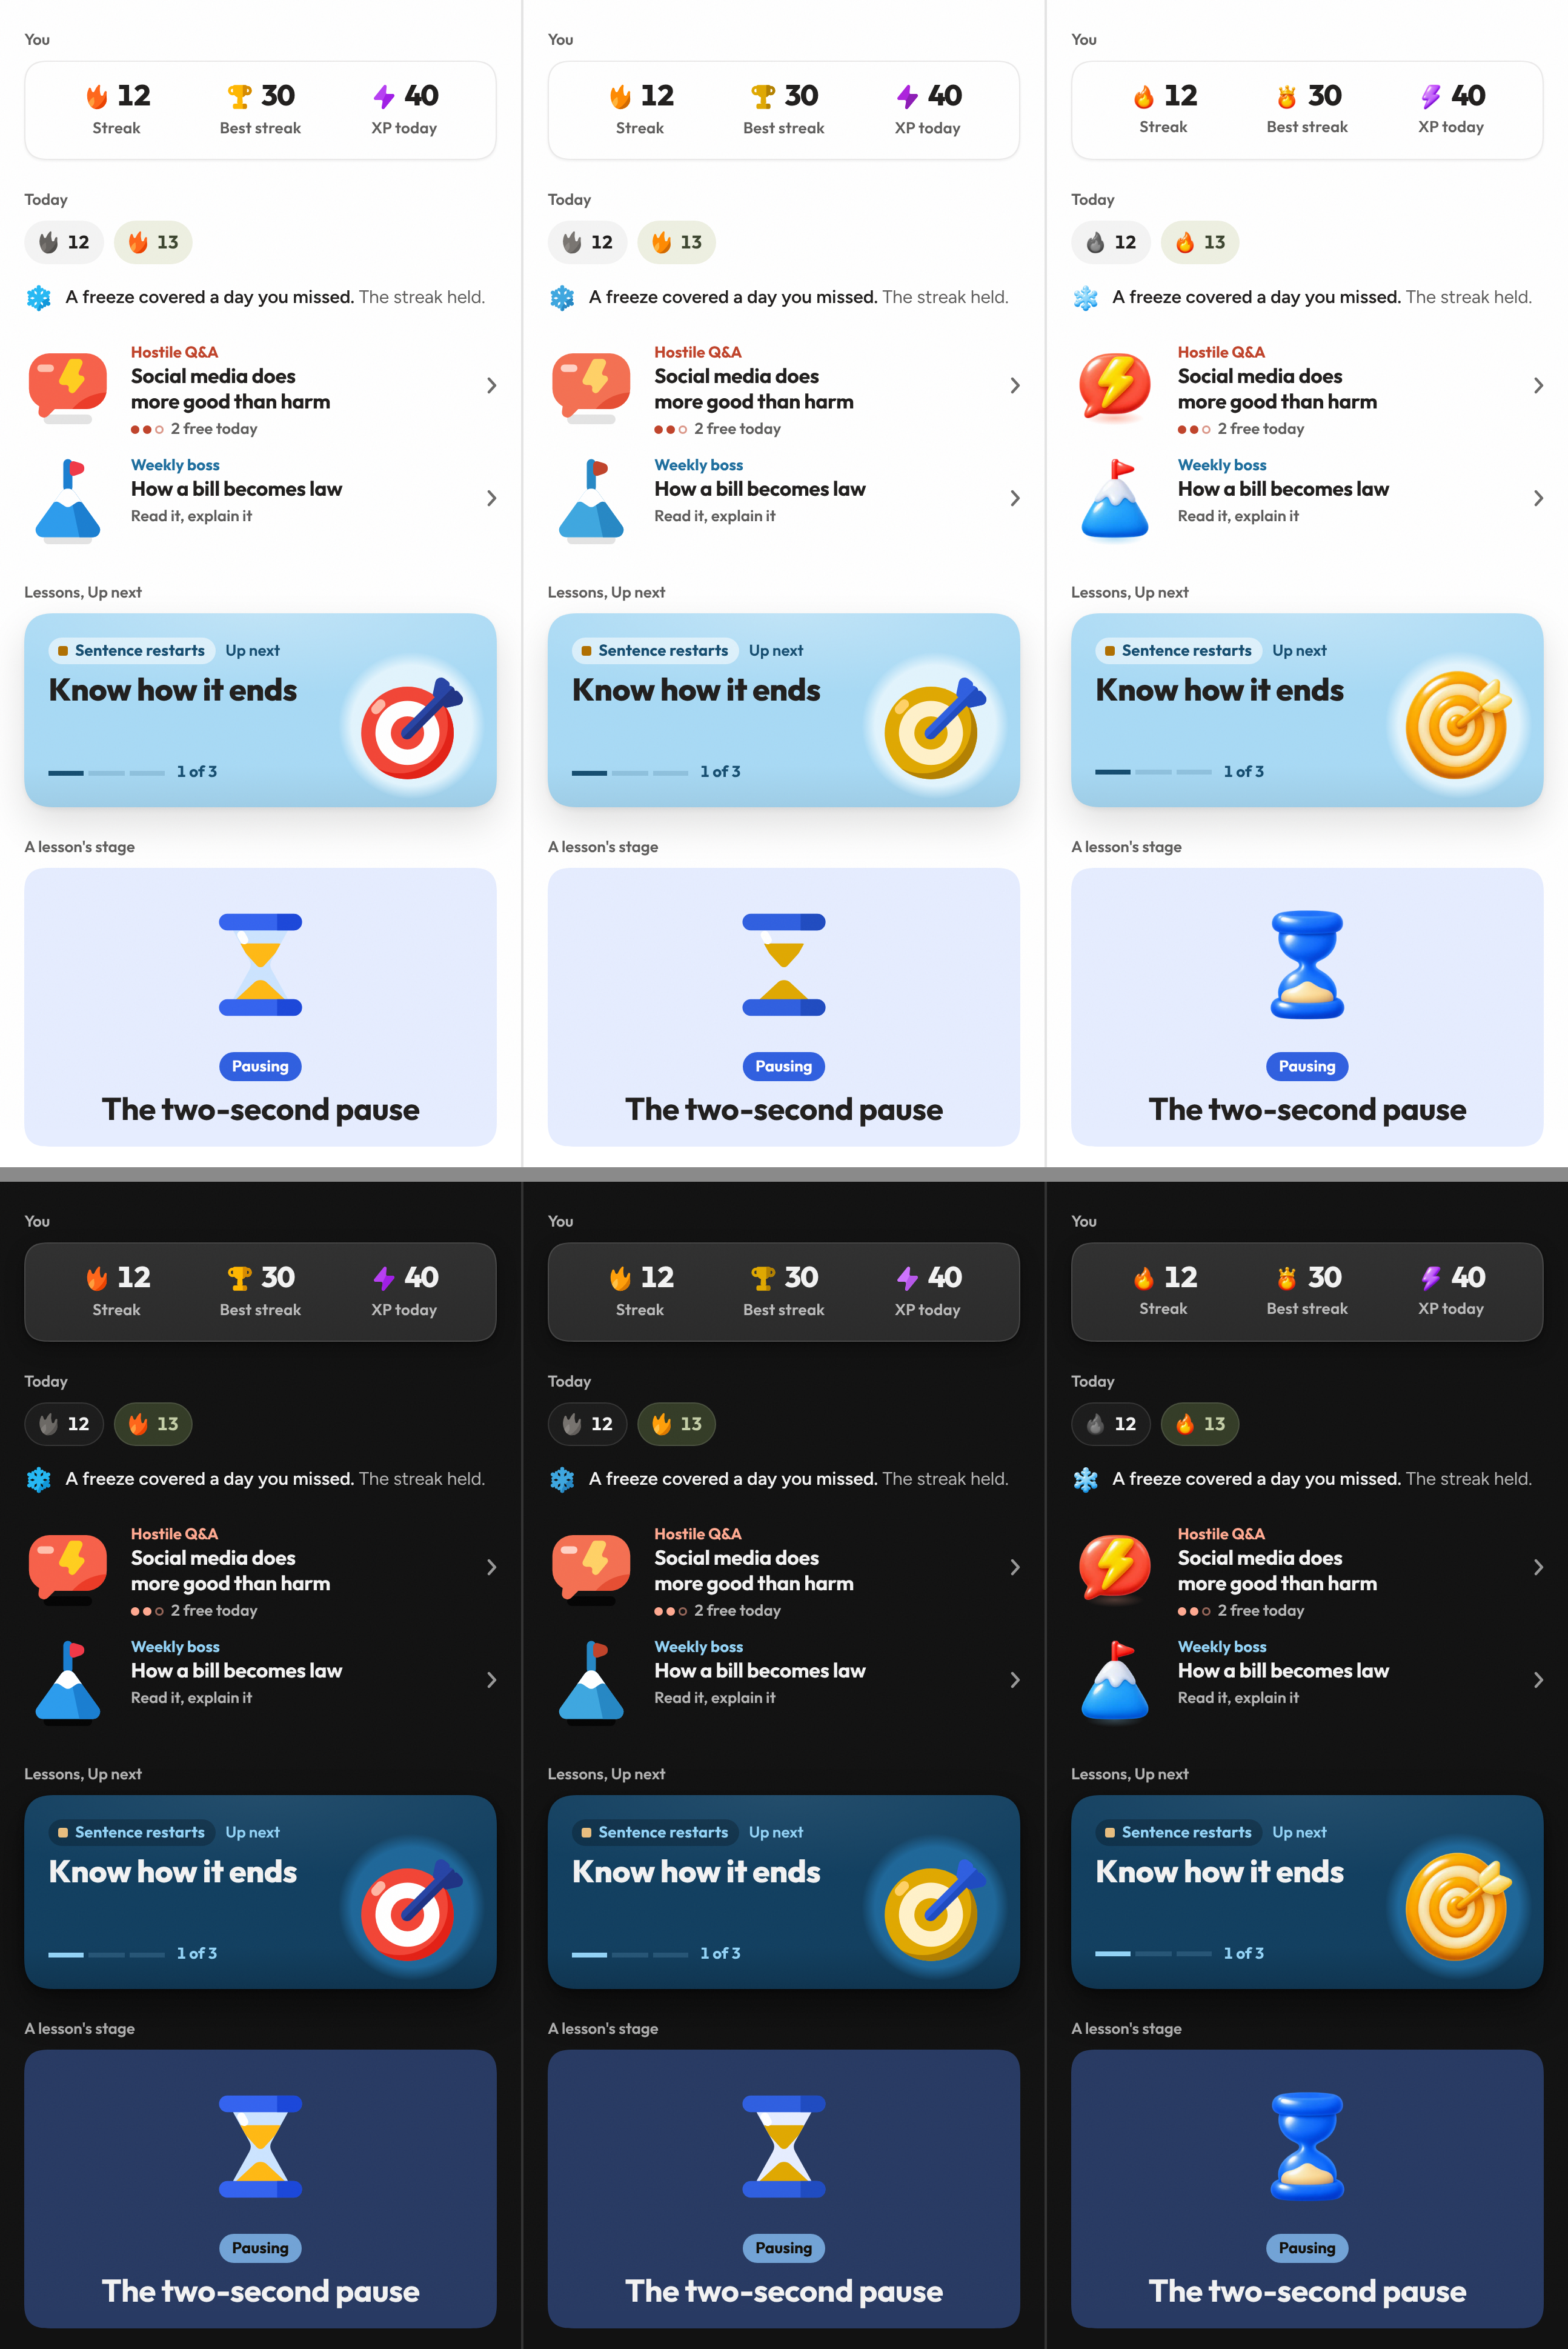 You
12 30 40
Streak Best streak XP today
Today
12 13
A freeze covered a day you missed. The streak held.
Hostile Q&A
Social media does
more good than harm
2 free today
Weekly boss
How a bill becomes law
Read it, explain it
Lessons, Up next
Sentence restarts Up next
Know how it ends
1 of 3
A lesson's stage
Pausing
The two-second pause
You
12 30 40
Streak Best streak XP today
Today
12 13
A freeze covered a day you missed. The streak held.
Hostile Q&A
Social media does
more good than harm
2 free today
Weekly boss
How a bill becomes law
Read it, explain it
Lessons, Up next
Sentence restarts Up next
Know how it ends
1 of 3
A lesson's stage
Pausing
The two-second pause
You
12 30 40
Streak Best streak XP today
Today
12 13
A freeze covered a day you missed. The streak held.
Hostile Q&A
Social media does
more good than harm
2 free today
Weekly boss
How a bill becomes law
Read it, explain it
Lessons, Up next
Sentence restarts Up next
Know how it ends
1 of 3
A lesson's stage
Pausing
The two-second pause
You
12 30 40
Streak Best streak XP today
Today
12 13
A freeze covered a day you missed. The streak held.
Hostile Q&A
Social media does
more good than harm
2 free today
Weekly boss
How a bill becomes law
Read it, explain it
Lessons, Up next
Sentence restarts Up next
Know how it ends
1 of 3
A lesson's stage
Pausing
The two-second pause
You
12 30 40
Streak Best streak XP today
Today
12 13
A freeze covered a day you missed. The streak held.
Hostile Q&A
Social media does
more good than harm
2 free today
Weekly boss
How a bill becomes law
Read it, explain it
Lessons, Up next
Sentence restarts Up next
Know how it ends
1 of 3
A lesson's stage
Pausing
The two-second pause
You
12 30 40
Streak Best streak XP today
Today
12 13
A freeze covered a day you missed. The streak held.
Hostile Q&A
Social media does
more good than harm
2 free today
Weekly boss
How a bill becomes law
Read it, explain it
Lessons, Up next
Sentence restarts Up next
Know how it ends
1 of 3
A lesson's stage
Pausing
The two-second pause